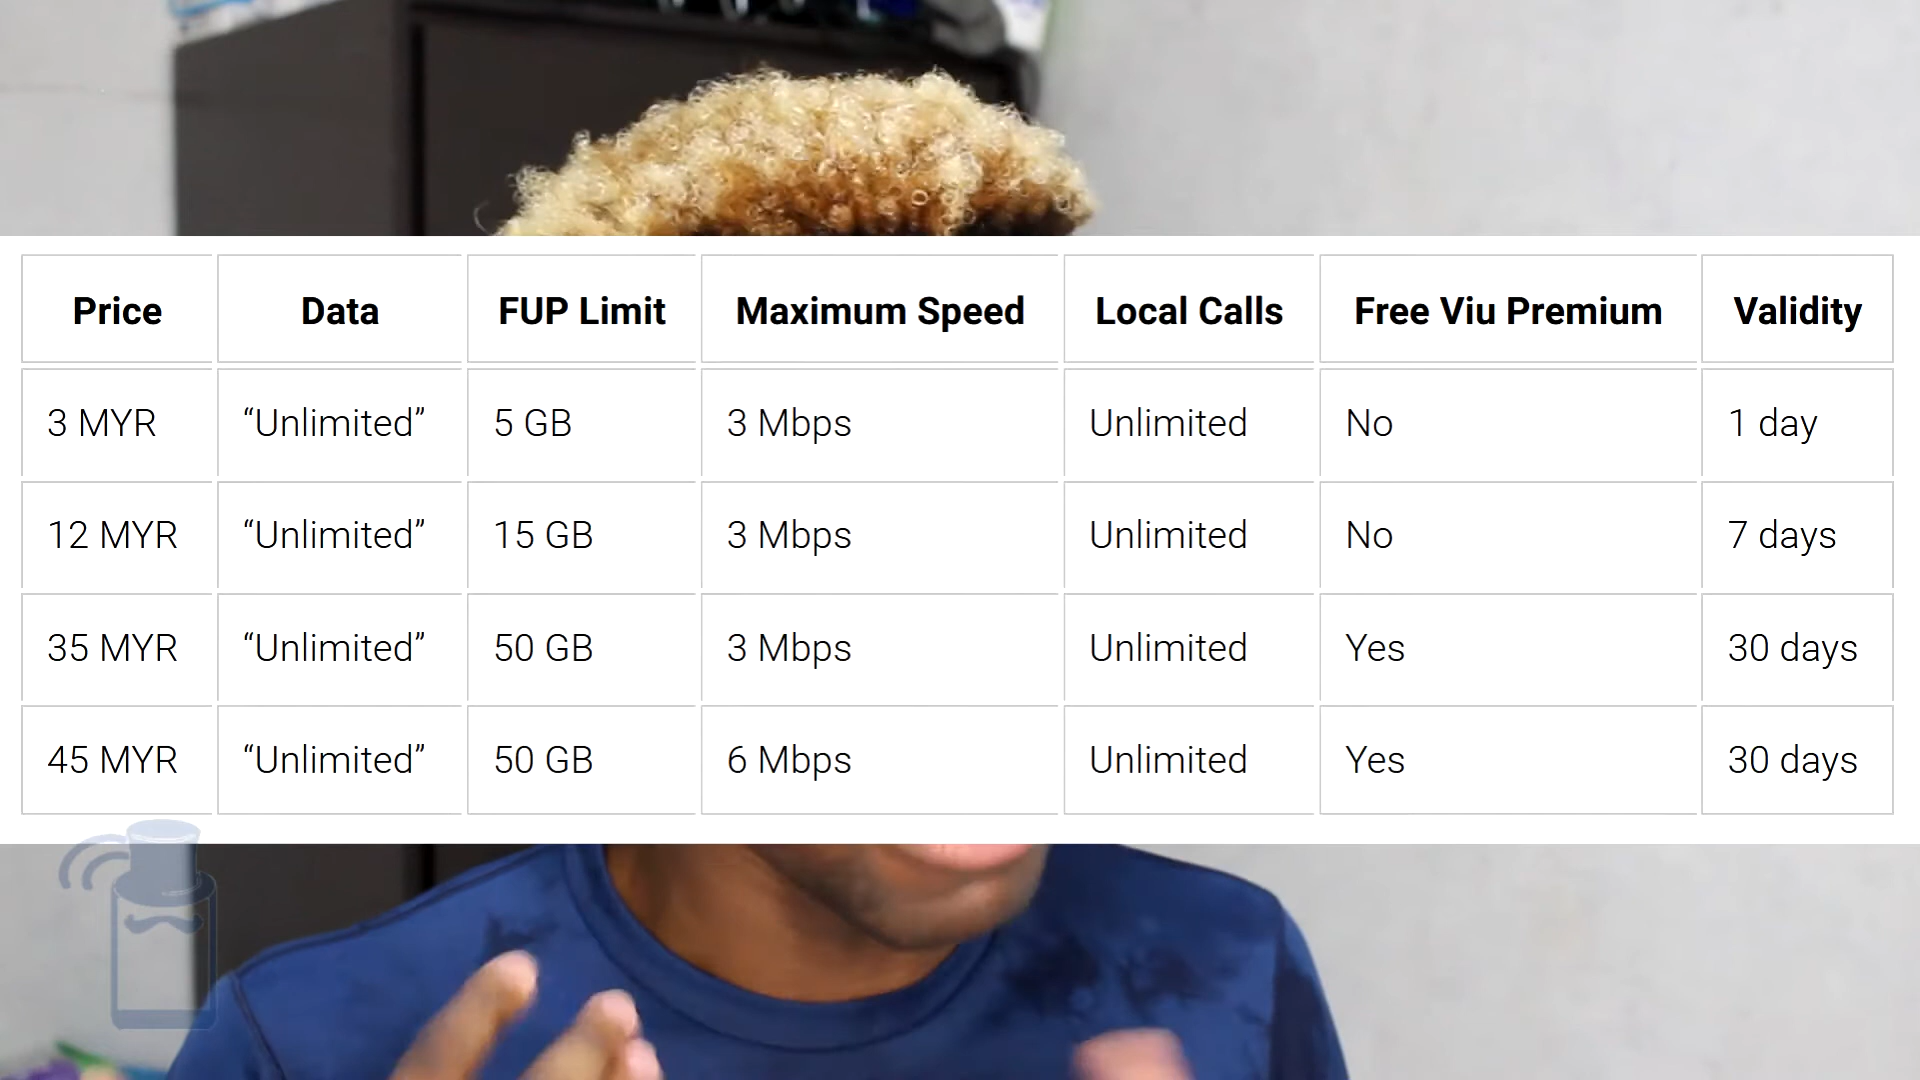 Price Data FUP Limit Maximum Speed Local Calls Free Viu Premium Validity
3 MYR “Unlimited” 5 GB 3 Mbps Unlimited No 1 day
12 MYR “Unlimited” 15 GB 3 Mbps Unlimited No 7 days
35 MYR “Unlimited” 50 GB 3 Mbps Unlimited Yes 30 days
45 MYR “Unlimited” 50 GB 6 Mbps Unlimited Yes 30 days